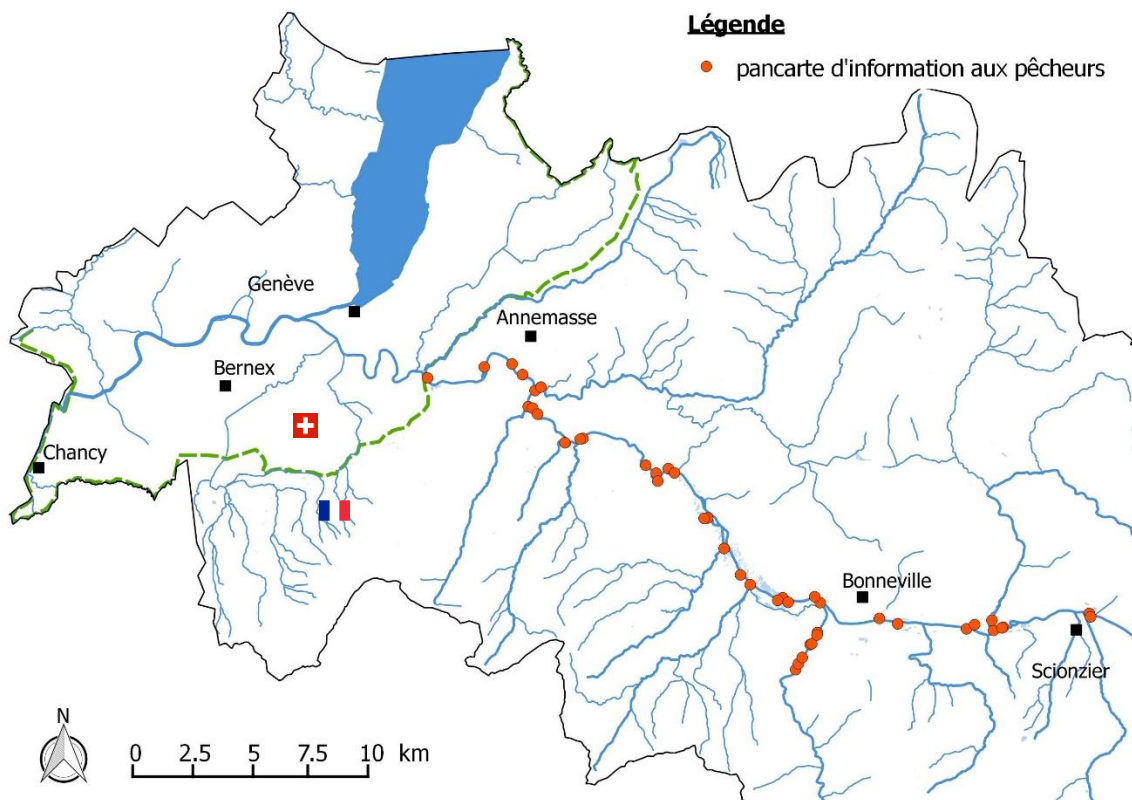 Légende
pancarte d'information aux pêcheurs
Genève
Annemasse
Bernex
Chancy
Bonneville
Scionzier
N
0 2.5 5 7.5 10 km